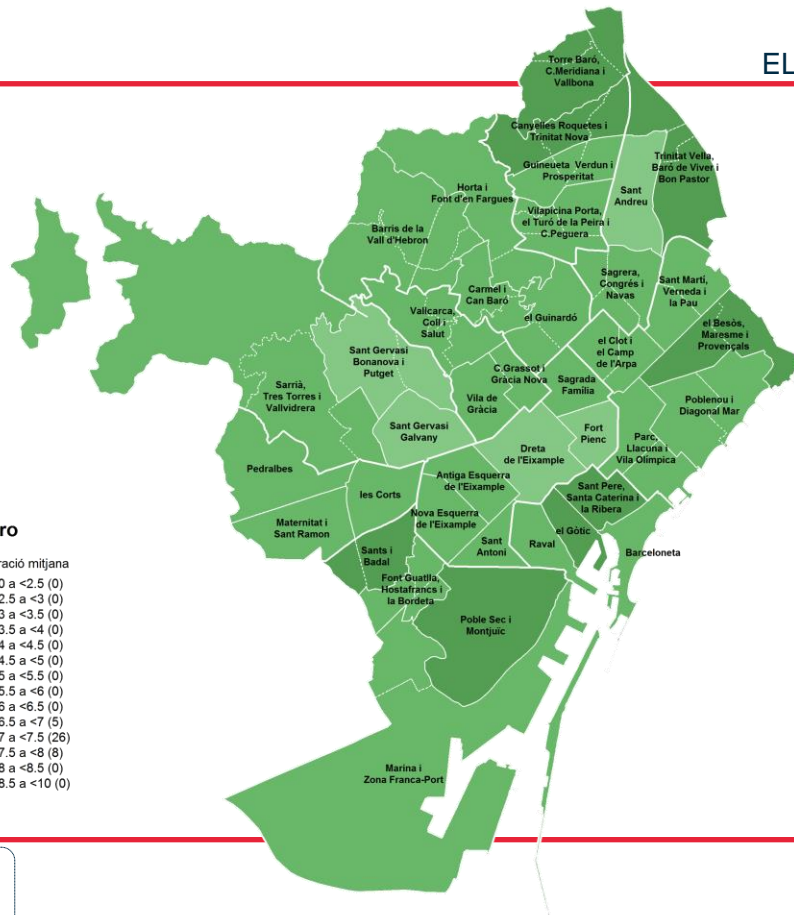 EL
Torre Baró,
C.Meridiana i
Vallbona
Canyelles Roquetes i
Trinitat Nova
Trinitat Vella,
Baró de Viver i
Bon Pastor
Guineueta Verdun i
Prosperitat
Sant
Andreu
Horta i
Font d'en Fargues
Vilapicina Porta,
el Turó de la Peira i
C.Peguera
Barris de la
Vall d'Hebron
Sagrera,
Congrés i
Navas
Sant Martí,
Verneda i
la Pau
Carmel i
Can Baró
Vallcarca,
Coll i
Salut
el Guinardó
el Besòs,
Maresme i
Provençals
el Clot i
el Camp
de l'Arpa
Sant Gervasi
Bonanova i
Putget
C.Grassot i
Gràcia Nova
Sagrada
Família
Sarrià,
Tres Torres i
Vallvidrera
Vila de
Gràcia
Poblenou i
Diagonal Mar
Sant Gervasi
Galvany
Fort
Pienc
Parc,
Llacuna i
Vila Olímpica
Dreta
de l'Eixample
Pedralbes
Antiga Esquerra
de l'Eixample
Sant Pere,
Santa Caterina i
la Ribera
les Corts
Nova Esquerra
de l'Eixample
Maternitat i
Sant Ramon
el Gòtic
Sant
Antoni
Raval
Barceloneta
Sants i
Badal
Font Guatlla,
Hostafrancs i
la Bordeta
Poble Sec i
Montjuïc
Marina i
Zona Franca-Port
ro
ració mitjana
0 a <2.5 (0)
2.5 a <3 (0)
3 a <3.5 (0)
3.5 a <4 (0)
4 a <4.5 (0)
4.5 a <5 (0)
5 a <5.5 (0)
5.5 a <6 (0)
6 a <6.5 (0)
6.5 a <7 (5)
7 a <7.5 (26)
7.5 a <8 (8)
8 a <8.5 (0)
8.5 a <10 (0)